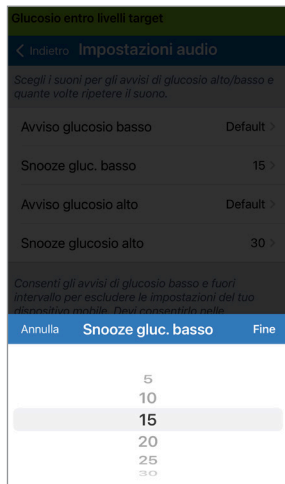 Glucosio entro livelli target
Indietro Impostazioni audio
Scegli i suoni per gli avvisi di glucosio alto/basso e
quante volte ripetere il suono.
Avviso glucosio basso Default
Snooze gluc. basso 15
Avviso glucosio alto Default
Snooze glucosio alto 30
Consenti gli avvisi di glucosio basso e fuori
intervallo per escludere le impostazioni del tuo
dispositivo mobile. Devi consentirlo nelle
Annulla Snooze gluc. basso Fine
5
10
15
20
25
30